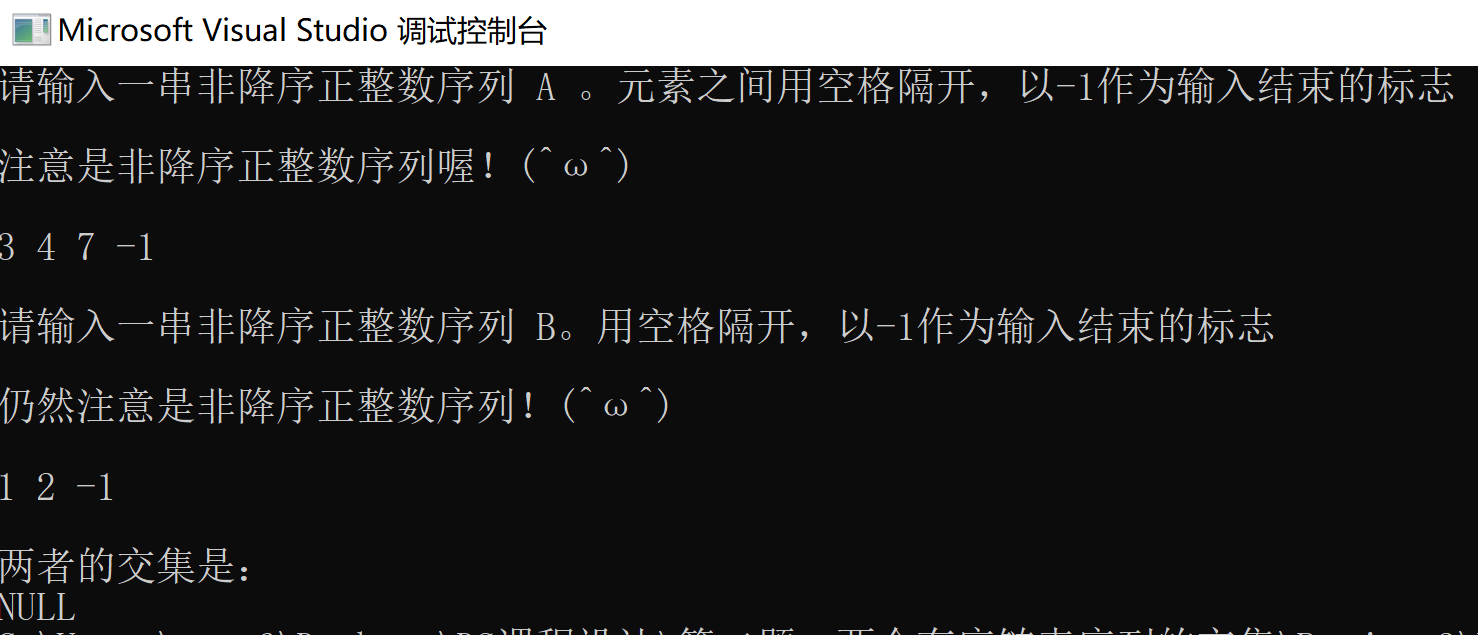 Microsoft Visual Studio 调试控制台
请输入一串非降序正整数序列 A 。元素之间用空格隔开，以-1作为输入结束的标志
注意是非降序正整数序列喔！(＾ω＾)
3 4 7 -1
请输入一串非降序正整数序列 B。用空格隔开，以-1作为输入结束的标志
仍然注意是非降序正整数序列！(＾ω＾)
1 2 -1
两者的交集是：
NULL